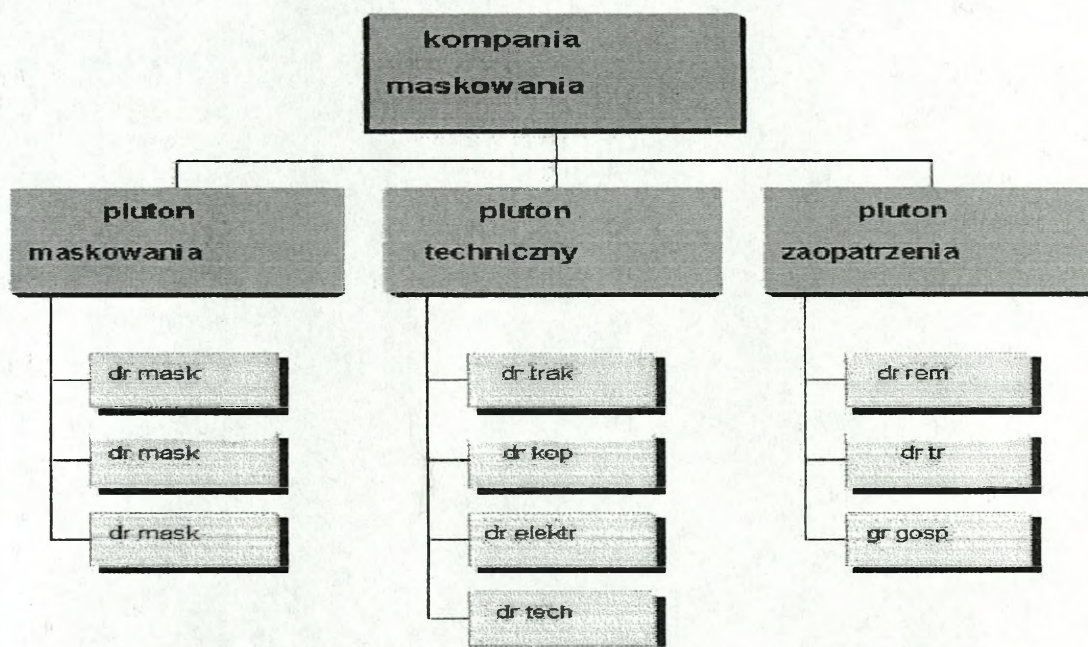 kompania
maskowania
pluton
maskowania
dr mask
dr mask
dr mask
pluton
techniczny
dr trak
dr kop
dr elektr
dr tech
pluton
zaopatrzenia
dr rem
dr tr
gr gosp